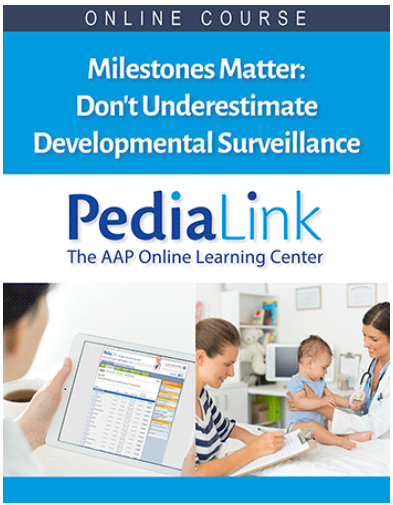 ONLINE COURSE
Milestones Matter:
Don't Underestimate
Developmental Surveillance
PediaLink
The AAP Online Learning Center